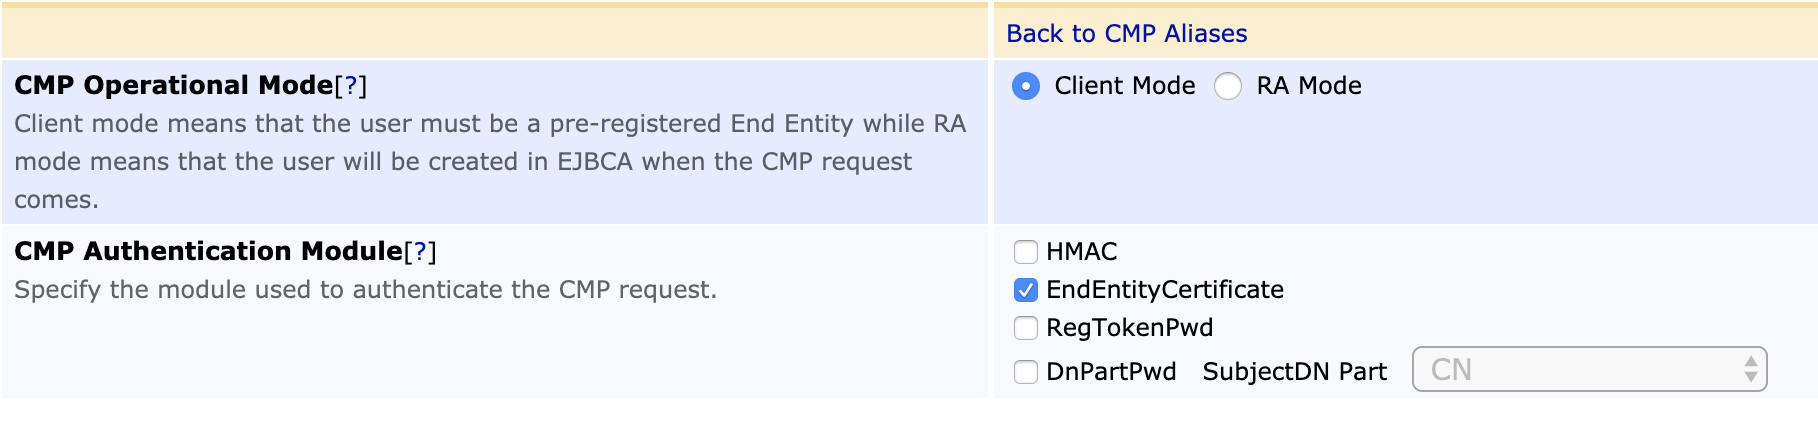 Back to CMP Aliases
CMP Operational Mode[?]
Client mode means that the user must be a pre-registered End Entity while RA
mode means that the user will be created in EJBCA when the CMP request
comes.
Client Mode RA Mode
CMP Authentication Module[?]
Specify the module used to authenticate the CMP request.
HMAC
EndEntityCertificate
RegTokenPwd
DnPartPwd SubjectDN Part CN